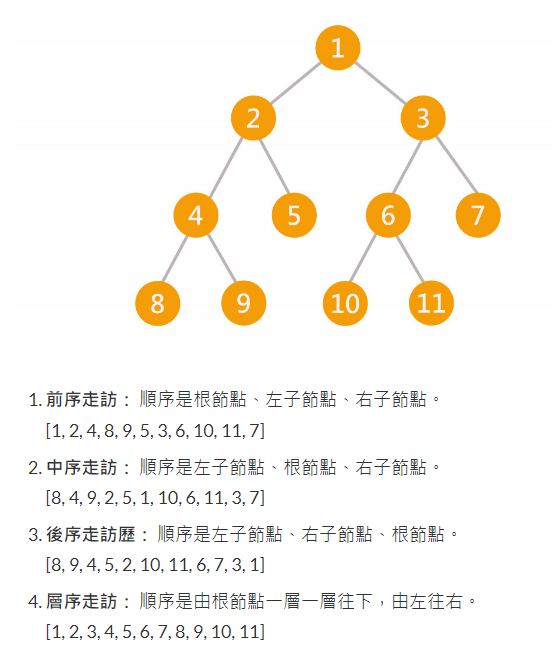 1
2
3
4
5
6
7
8
9
10
11
1. 前序走訪： 順序是根節點、左子節點、右子節點。
[1, 2, 4, 8, 9, 5, 3, 6, 10, 11, 7]
2. 中序走訪： 順序是左子節點、根節點、右子節點。
[8, 4, 9, 2, 5, 1, 10, 6, 11, 3, 7]
3. 後序走訪歷： 順序是左子節點、右子節點、根節點。
[8, 9, 4, 5, 2, 10, 11, 6, 7, 3, 1]
4. 層序走訪： 順序是由根節點一層一層往下，由左往右。
[1, 2, 3, 4, 5, 6, 7, 8, 9, 10, 11]